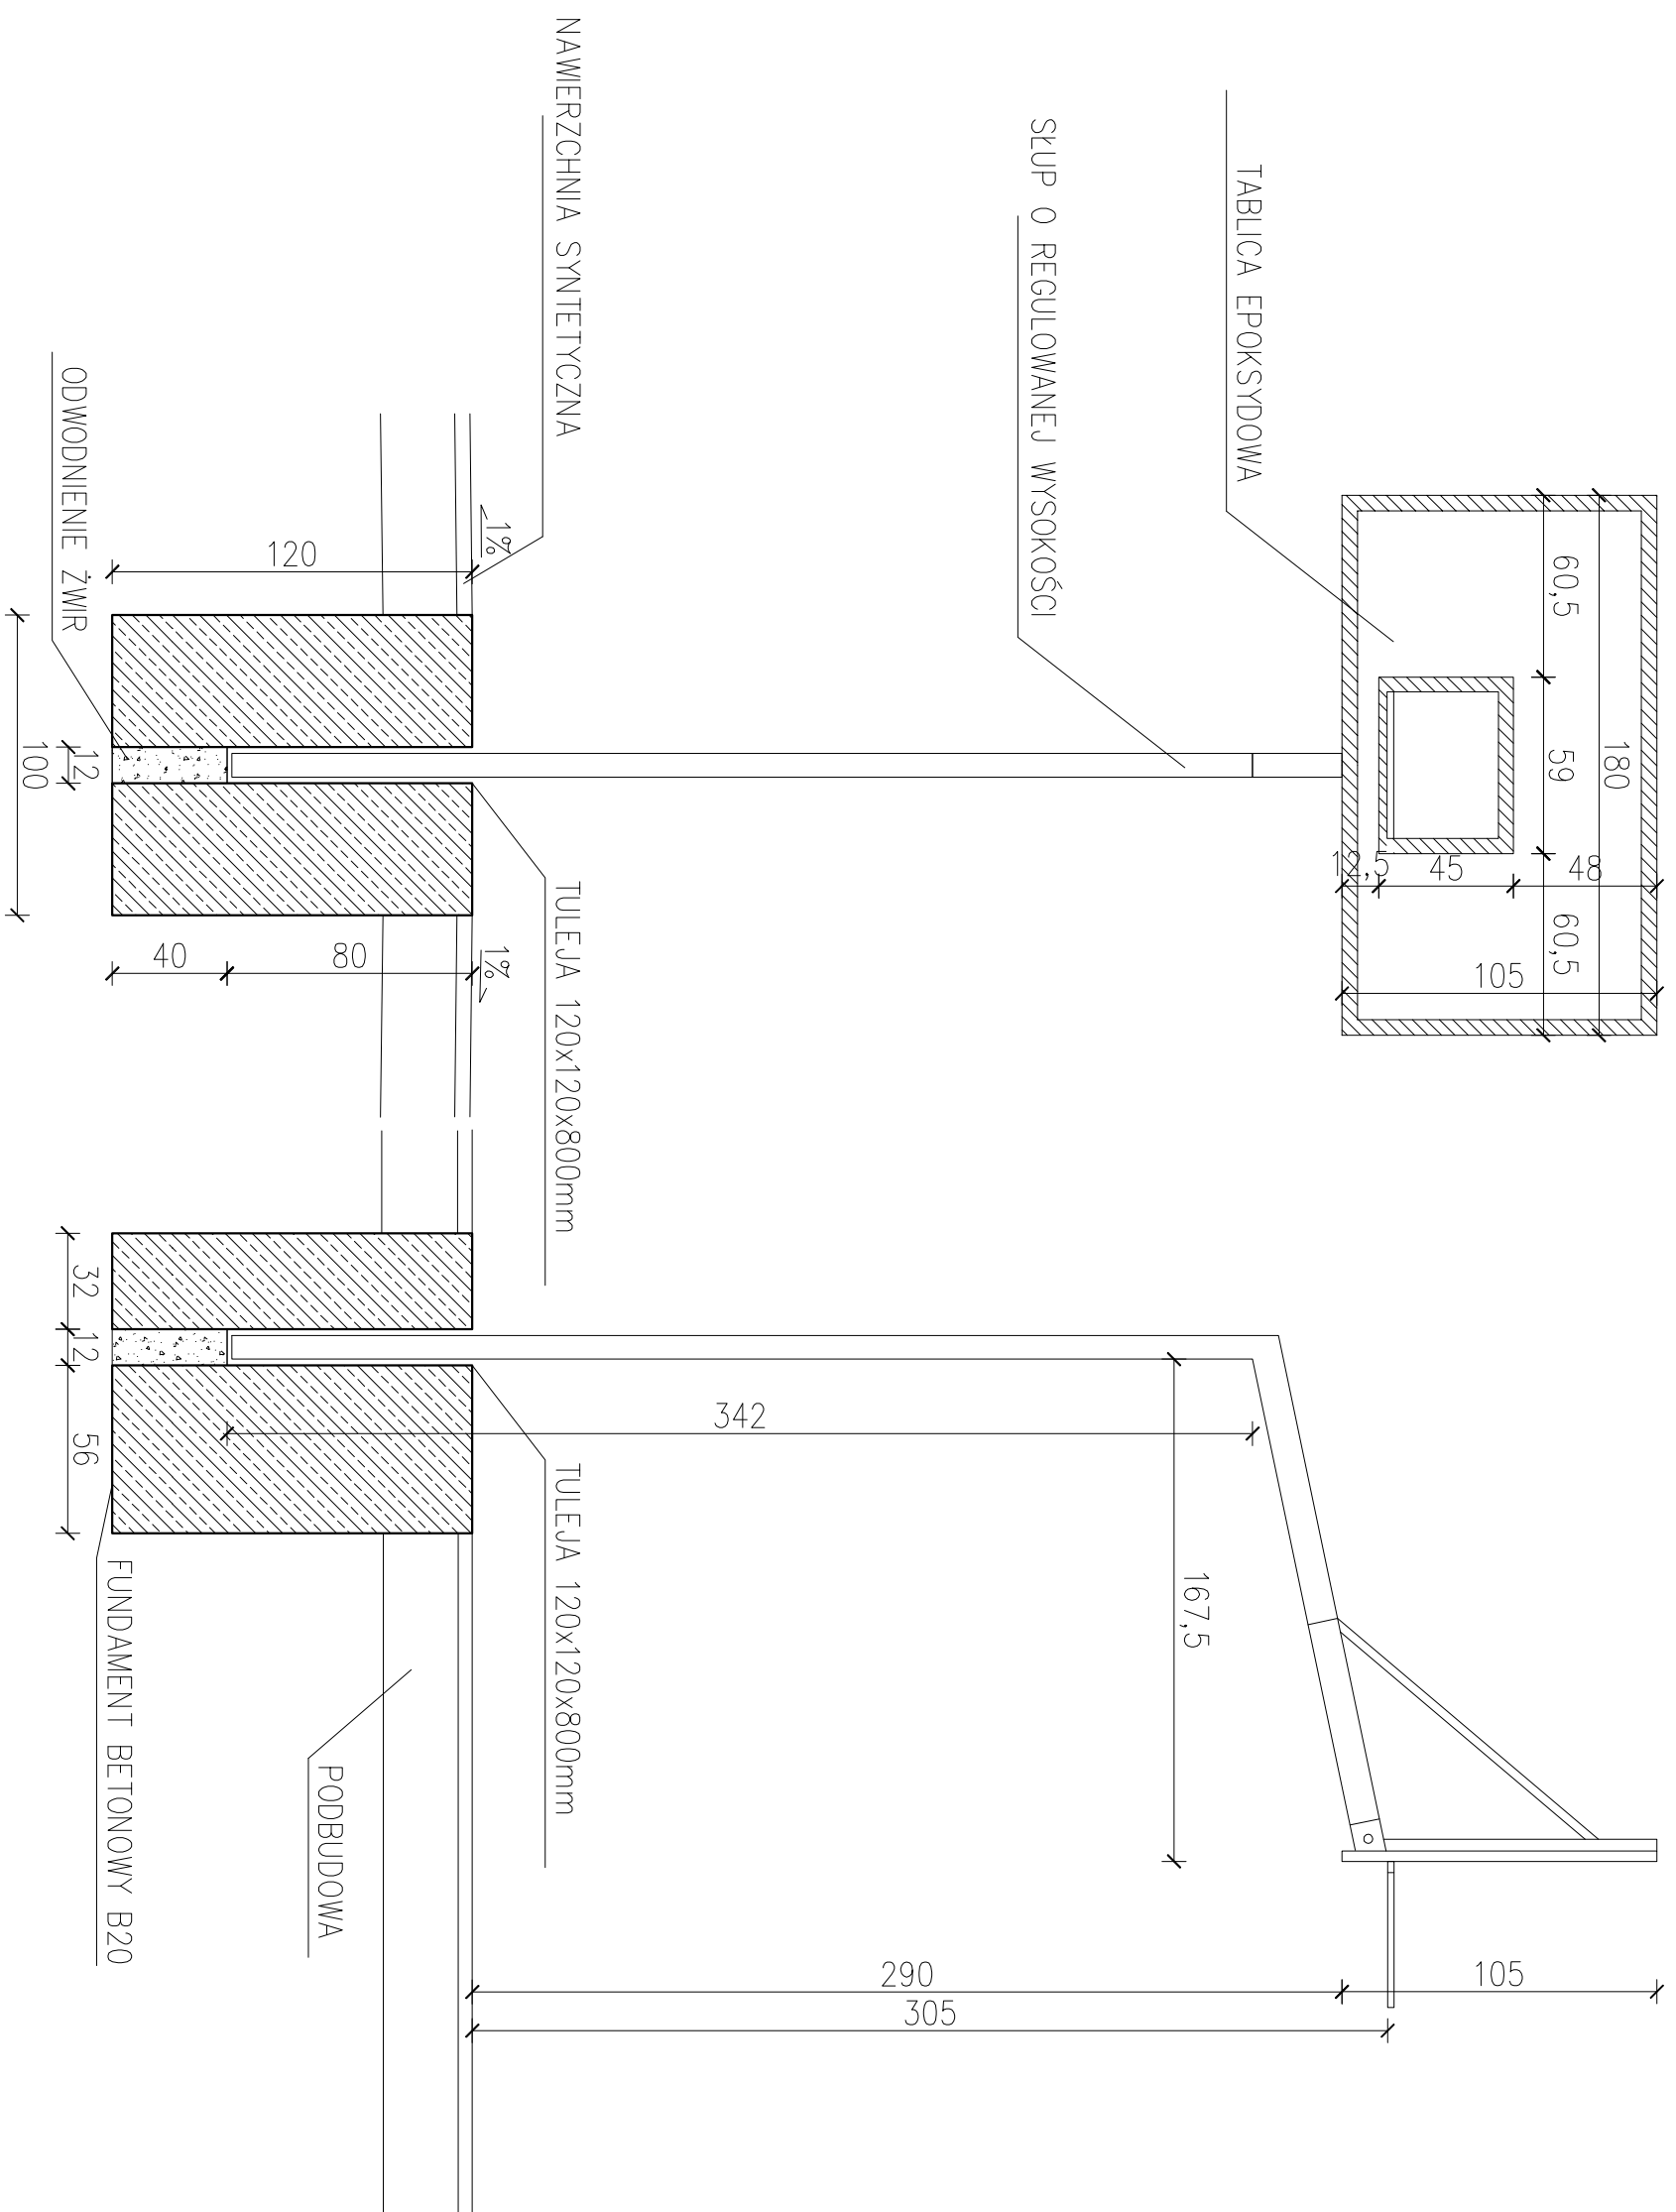 60,5
59
60,5
180
48
45
12,5
105
TABLICA EPOKSYDOWA
SŁUP O REGULOWANEJ WYSOKOŚCI
NAWIERZCHNIA SYNTETYCZNA
1%
1%
TULEJA 120x120x800mm
120
80
40
ODWODNIENIE ŻWIR
12
100
105
290
305
167,5
342
TULEJA 120x120x800mm
PODBUDOWA
FUNDAMENT BETONOWY B20
32
12
56